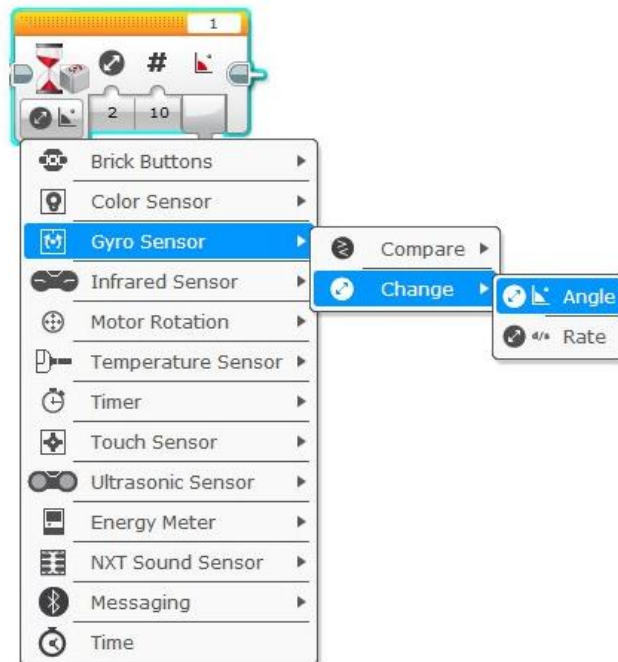 1
#
2 10
Brick Buttons
Color Sensor
Gyro Sensor
Compare
Infrared Sensor
Change
Angle
Motor Rotation
d/s Rate
Temperature Sensor
Timer
Touch Sensor
Ultrasonic Sensor
Energy Meter
NXT Sound Sensor
Messaging
Time